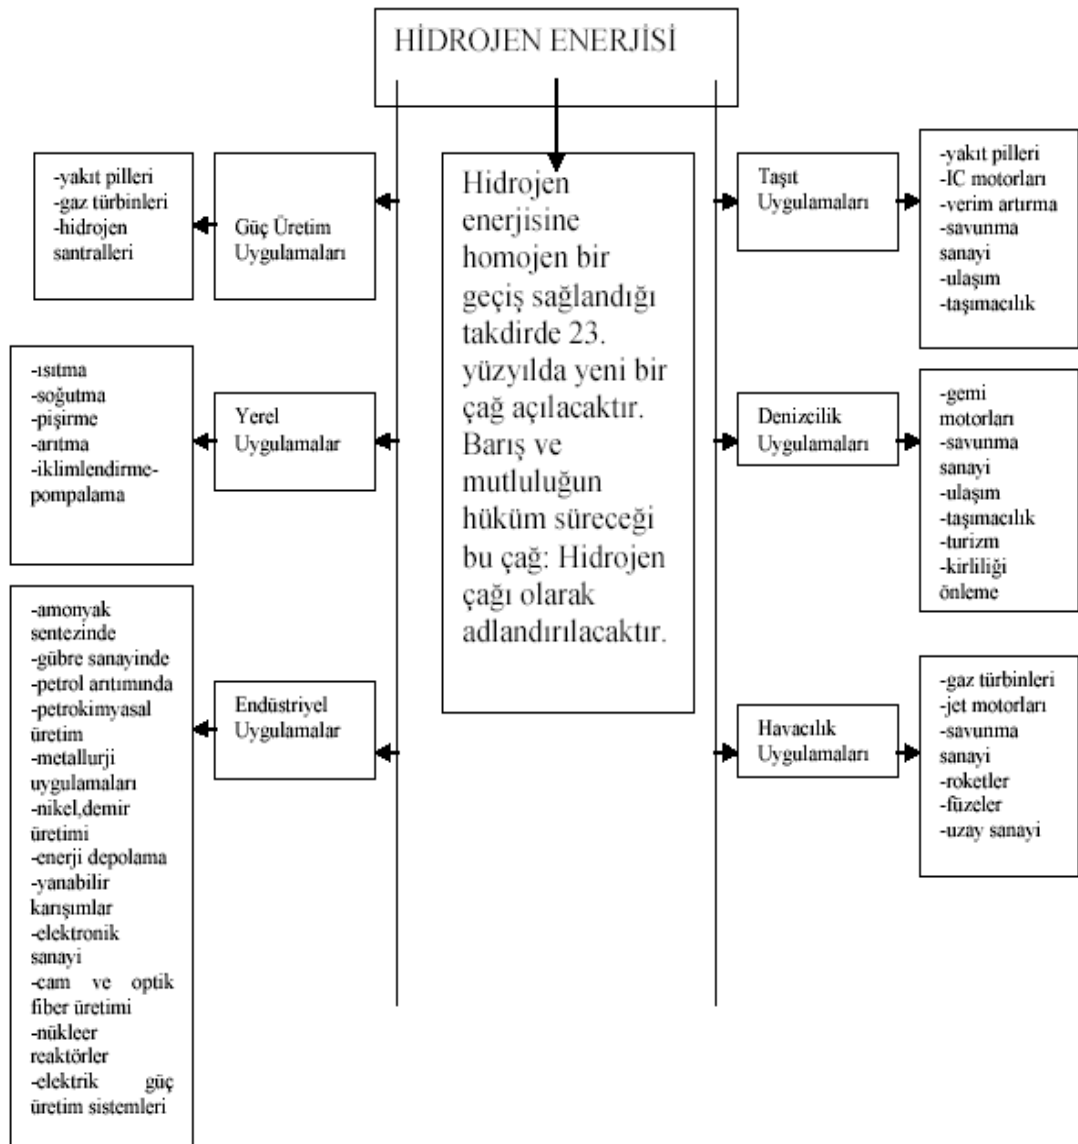 HİDROJEN ENERJİSİ
-yakıt pilleri
-gaz türbinleri
-hidrojen
santralleri
Güç Üretim
Uygulamaları
-ısıtma
-soğutma
-pişirme
-arıtma
-iklimlendirme-
pompalama
Yerel
Uygulamalar
-amonyak
sentezinde
-gübre sanayinde
-petrol arıtımında
-petrokimyasal
üretim
-metallurji
uygulamaları
-nikel,demir
üretimi
-enerji depolama
-yanabilir
karışımlar
-elektronik
sanayi
-cam ve optik
fiber üretimi
-nükleer
reaktörler
-elektrik güç
üretim sistemleri
Endüstriyel
Uygulamalar
Hidrojen
enerjisine
homojen bir
geçiş sağlandığı
takdirde 23.
yüzyılda yeni bir
çağ açılacaktır.
Barış ve
mutluluğun
hüküm süreceği
bu çağ: Hidrojen
çağı olarak
adlandırılacaktır.
Taşıt
Uygulamaları
-yakıt pilleri
-IC motorları
-verim artırma
-savunma
sanayi
-ulaşım
-taşımacılık
Denizcilik
Uygulamaları
-gemi
motorları
-savunma
sanayi
-ulaşım
-taşımacılık
-turizm
-kirliliği
önleme
Havacılık
Uygulamaları
-gaz türbinleri
-jet motorları
-savunma
sanayi
-roketler
-füzeler
-uzay sanayi